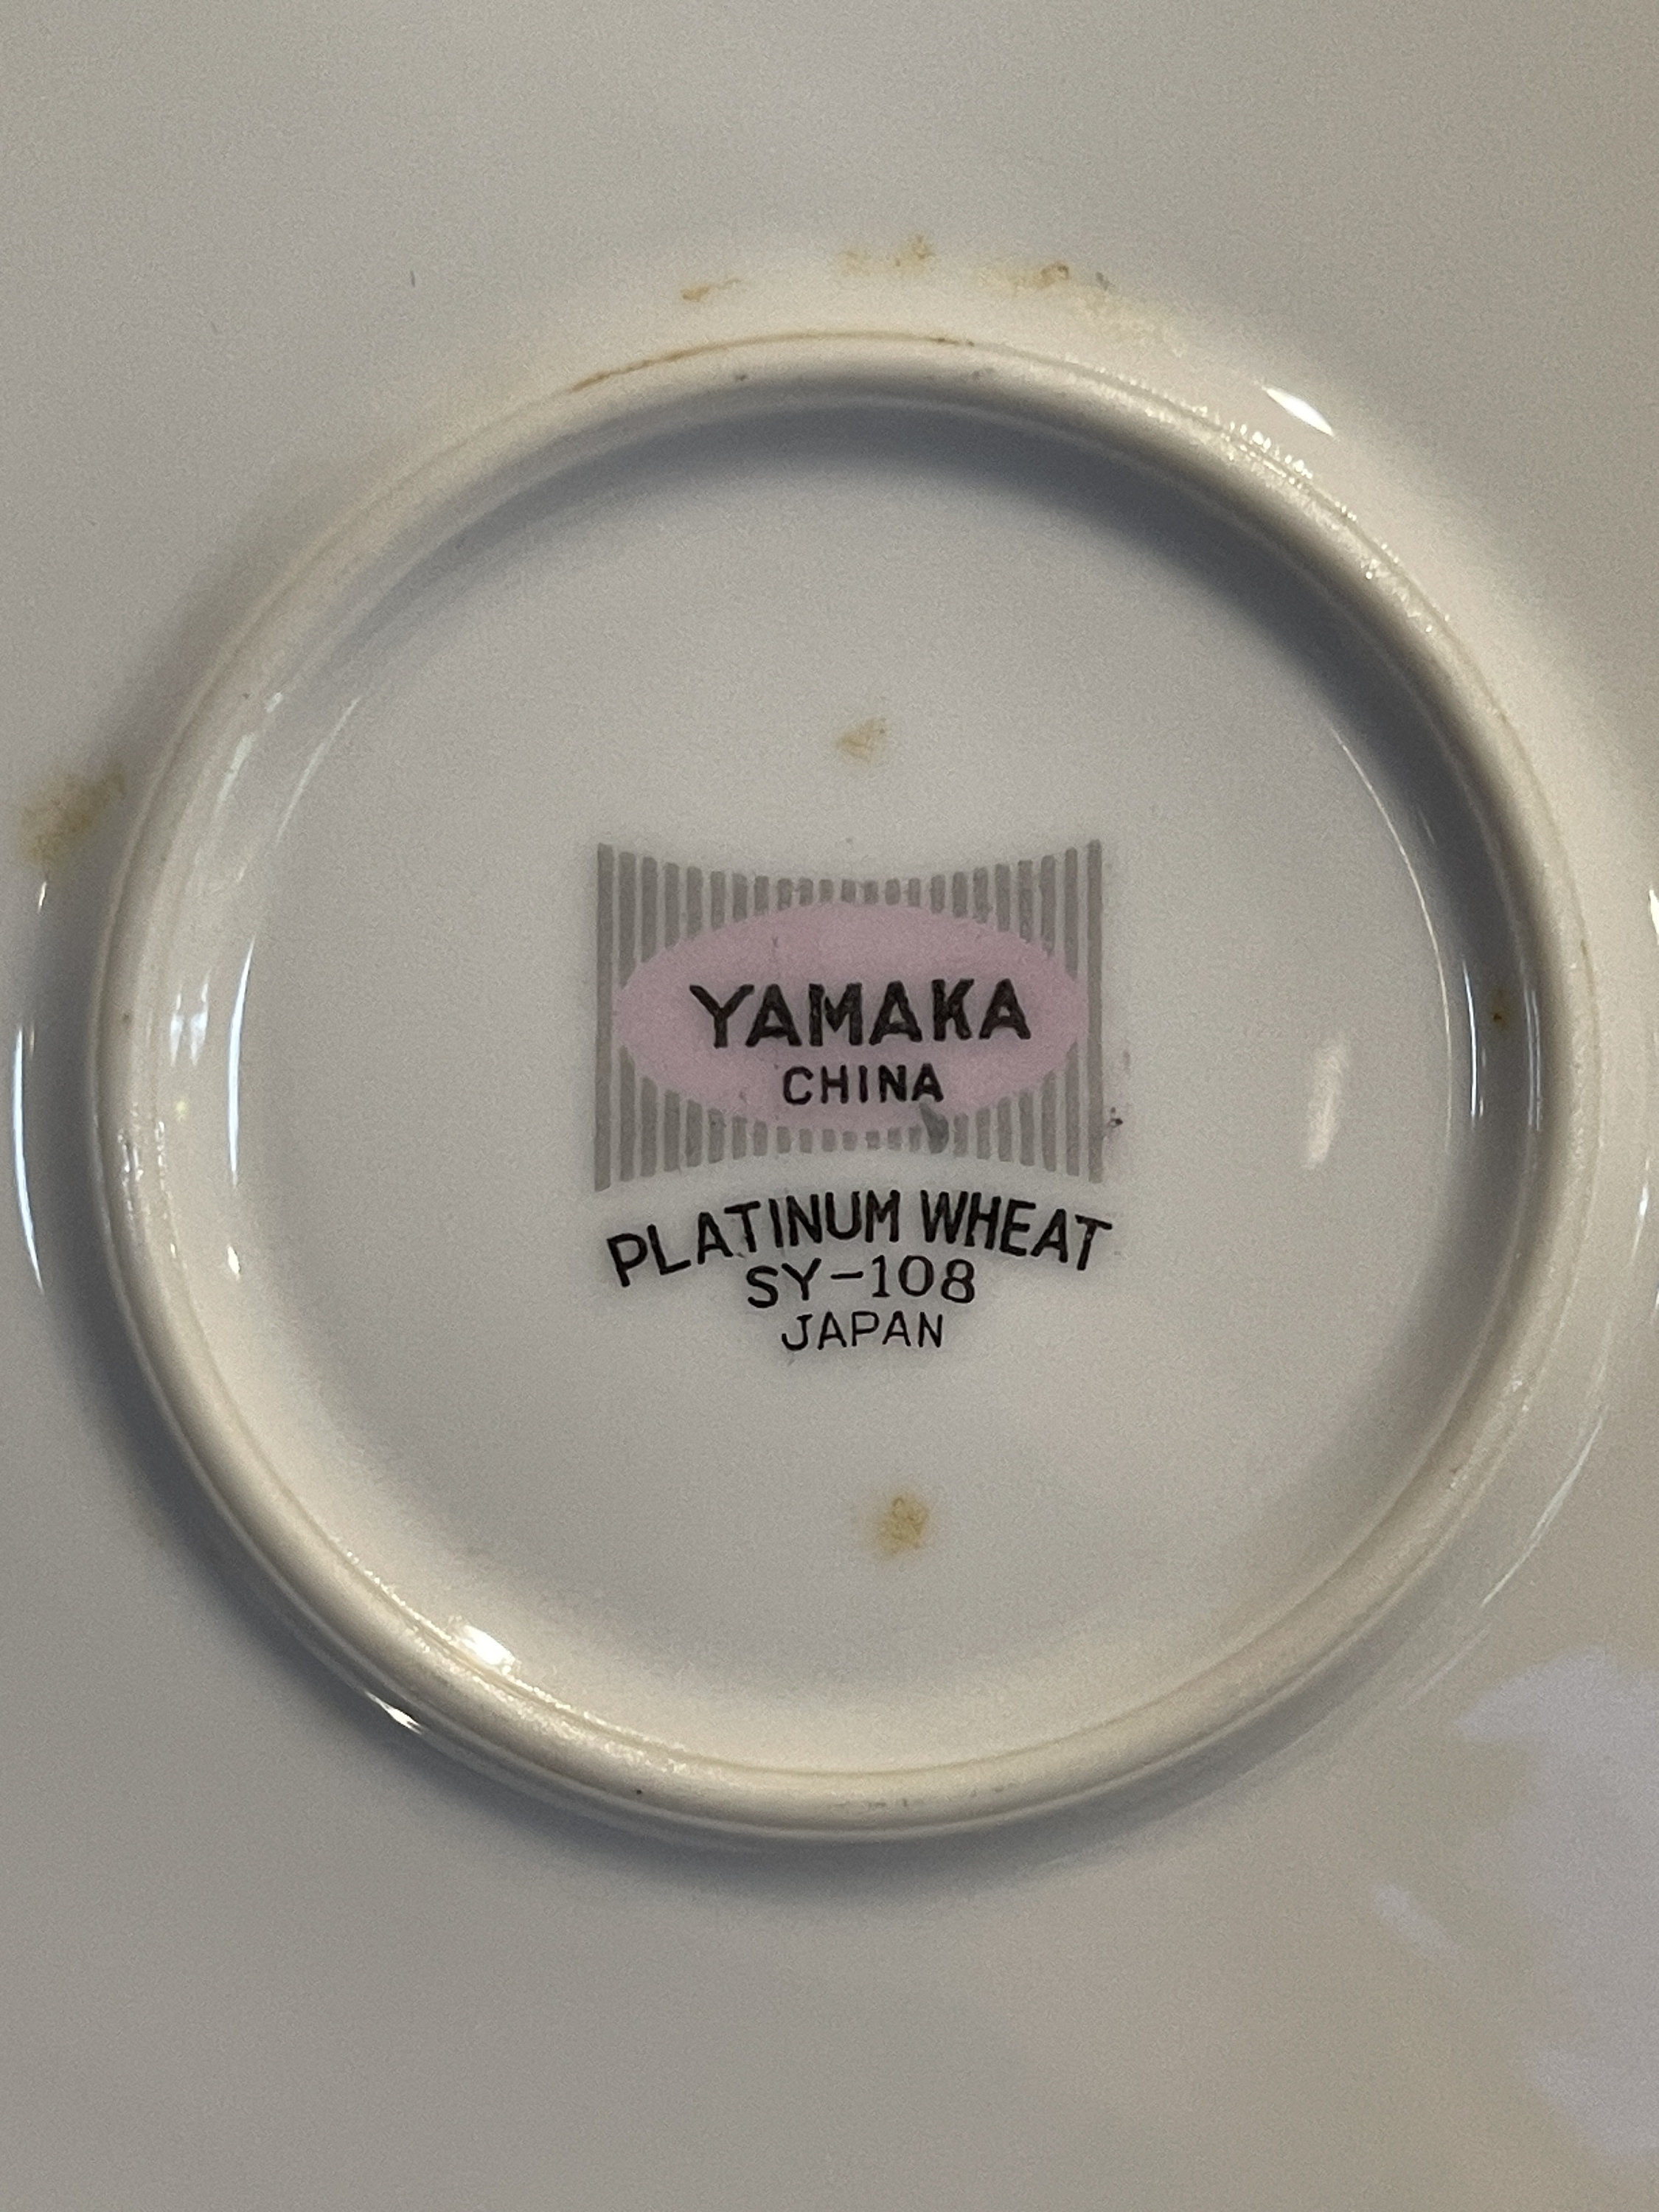 YAMAKA
CHINA
PLATINUM WHEAT
SY-108
JAPAN